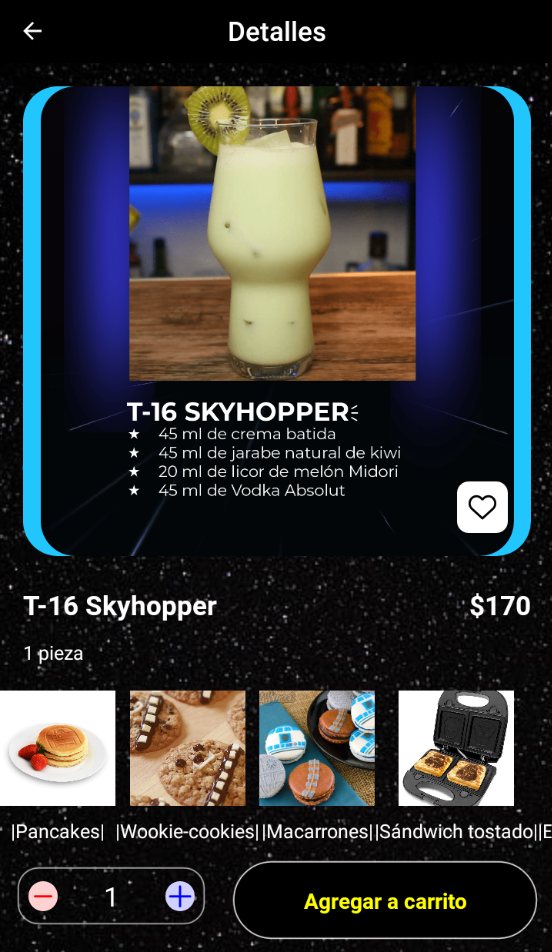 Detalles
T-16 SKYHOPPER
★ 45 ml de crema batida
★ 45 ml de jarabe natural de kiwi
★ 20 ml de licor de melón Midori
★ 45 ml de Vodka Absolut
T-16 Skyhopper $170
1 pieza
|Pancakes| |Wookie-cookies| |Macarrones| |Sándwich tostado| |E
1 Agregar a carrito